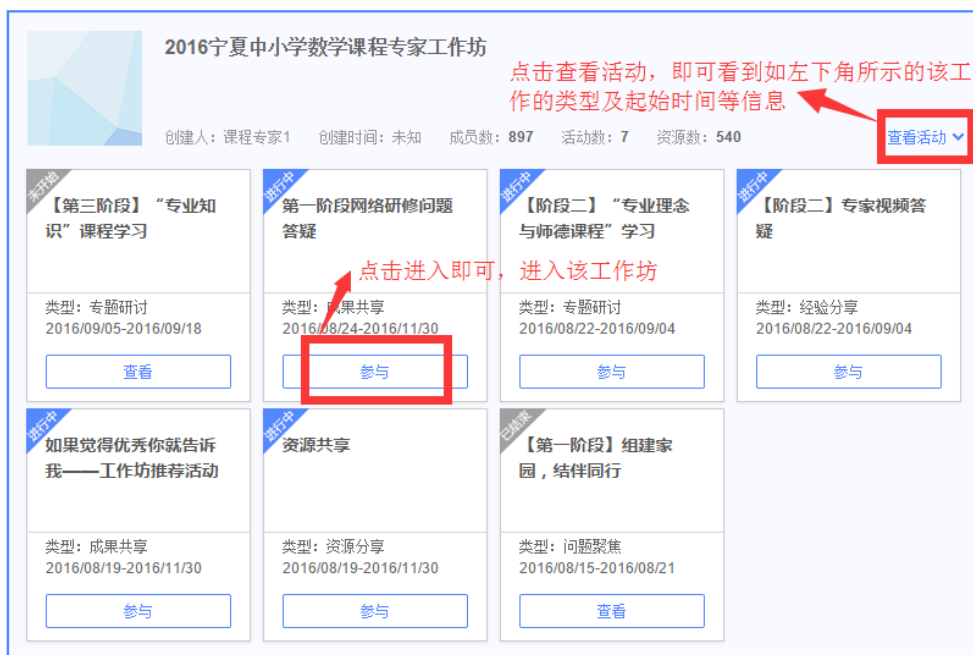 2016宁夏中小学数学课程专家工作坊
点击查看活动，即可看到如左下角所示的该工
作的类型及起始时间等信息
创建人：课程专家1 创建时间：未知 成员数：897 活动数：7 资源数：540
查看活动
未开始
【第三阶段】“专业知
识”课程学习
类型：专题研讨
2016/09/05-2016/09/18
查看
进行中
第一阶段网络研修问题
答疑
点击进入即可，进入该工作坊
类型：成果共享
2016/08/24-2016/11/30
参与
进行中
【阶段二】“专业理念
与师德课程”学习
类型：专题研讨
2016/08/22-2016/09/04
参与
进行中
【阶段二】专家视频答
疑
类型：经验分享
2016/08/22-2016/09/04
参与
进行中
如果觉得优秀你就告诉
我——工作坊推荐活动
类型：成果共享
2016/08/19-2016/11/30
参与
进行中
资源共享
类型：资源分享
2016/08/19-2016/11/30
参与
已结束
【第一阶段】组建家
园，结伴同行
类型：问题聚焦
2016/08/15-2016/08/21
查看